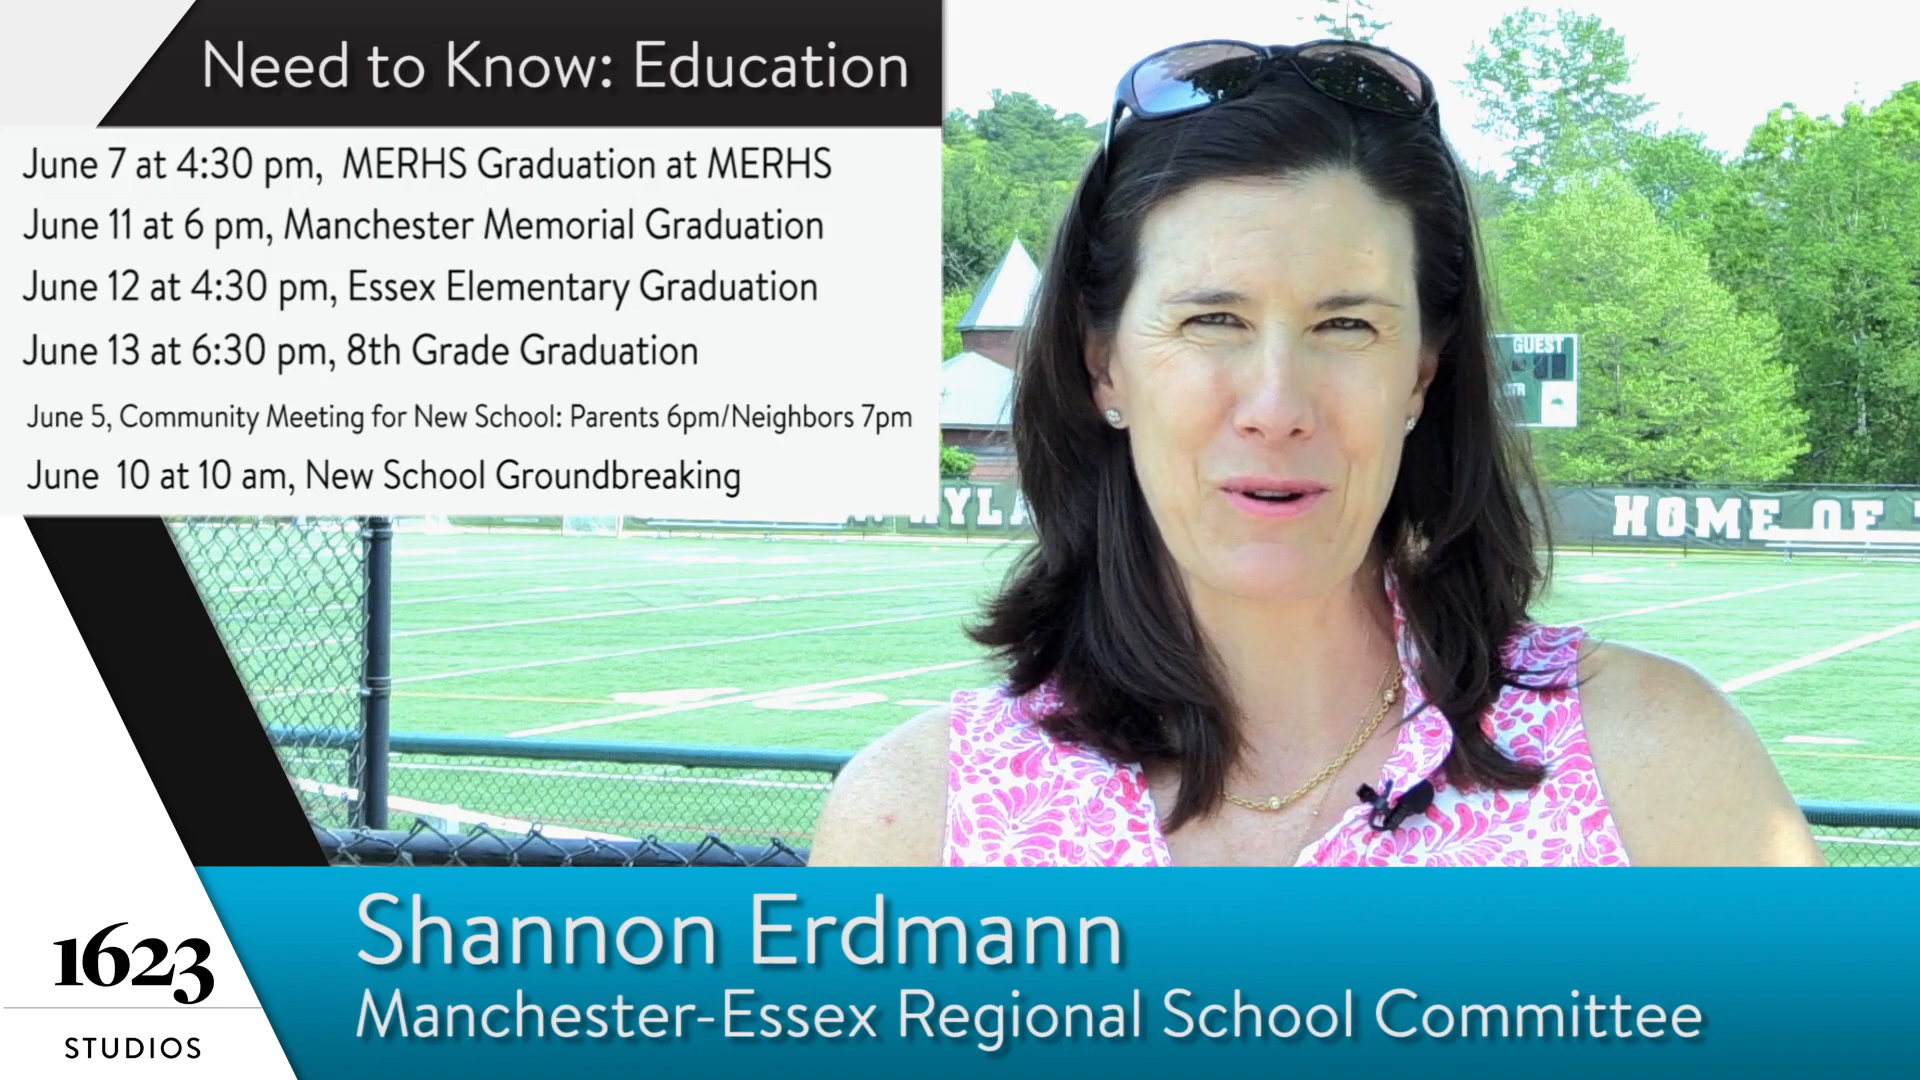 Need to Know: Education
June 7 at 4:30 pm, MERHS Graduation at MERHS
June 11 at 6 pm, Manchester Memorial Graduation
June 12 at 4:30 pm, Essex Elementary Graduation
June 13 at 6:30 pm, 8th Grade Graduation
June 5, Community Meeting for New School: Parents 6pm/Neighbors 7pm
June 10 at 10 am, New School Groundbreaking
GUEST
HOME OF
Shannon Erdmann
Manchester-Essex Regional School Committee
1623
STUDIOS